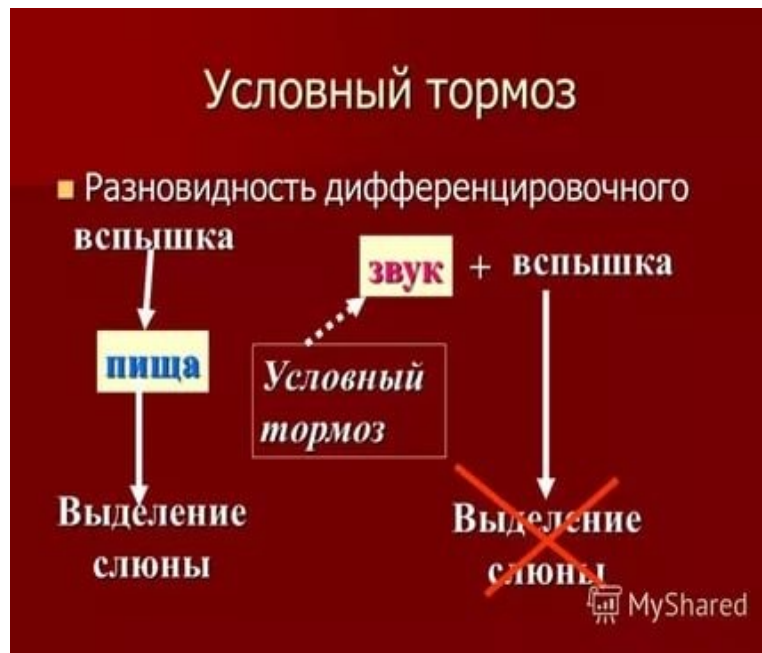 Условный тормоз
Разновидность дифференцировочного
вспышка
звук + вспышка
пища
Условный
тормоз
Выделение
слюны
Выделение
слюны
MyShared